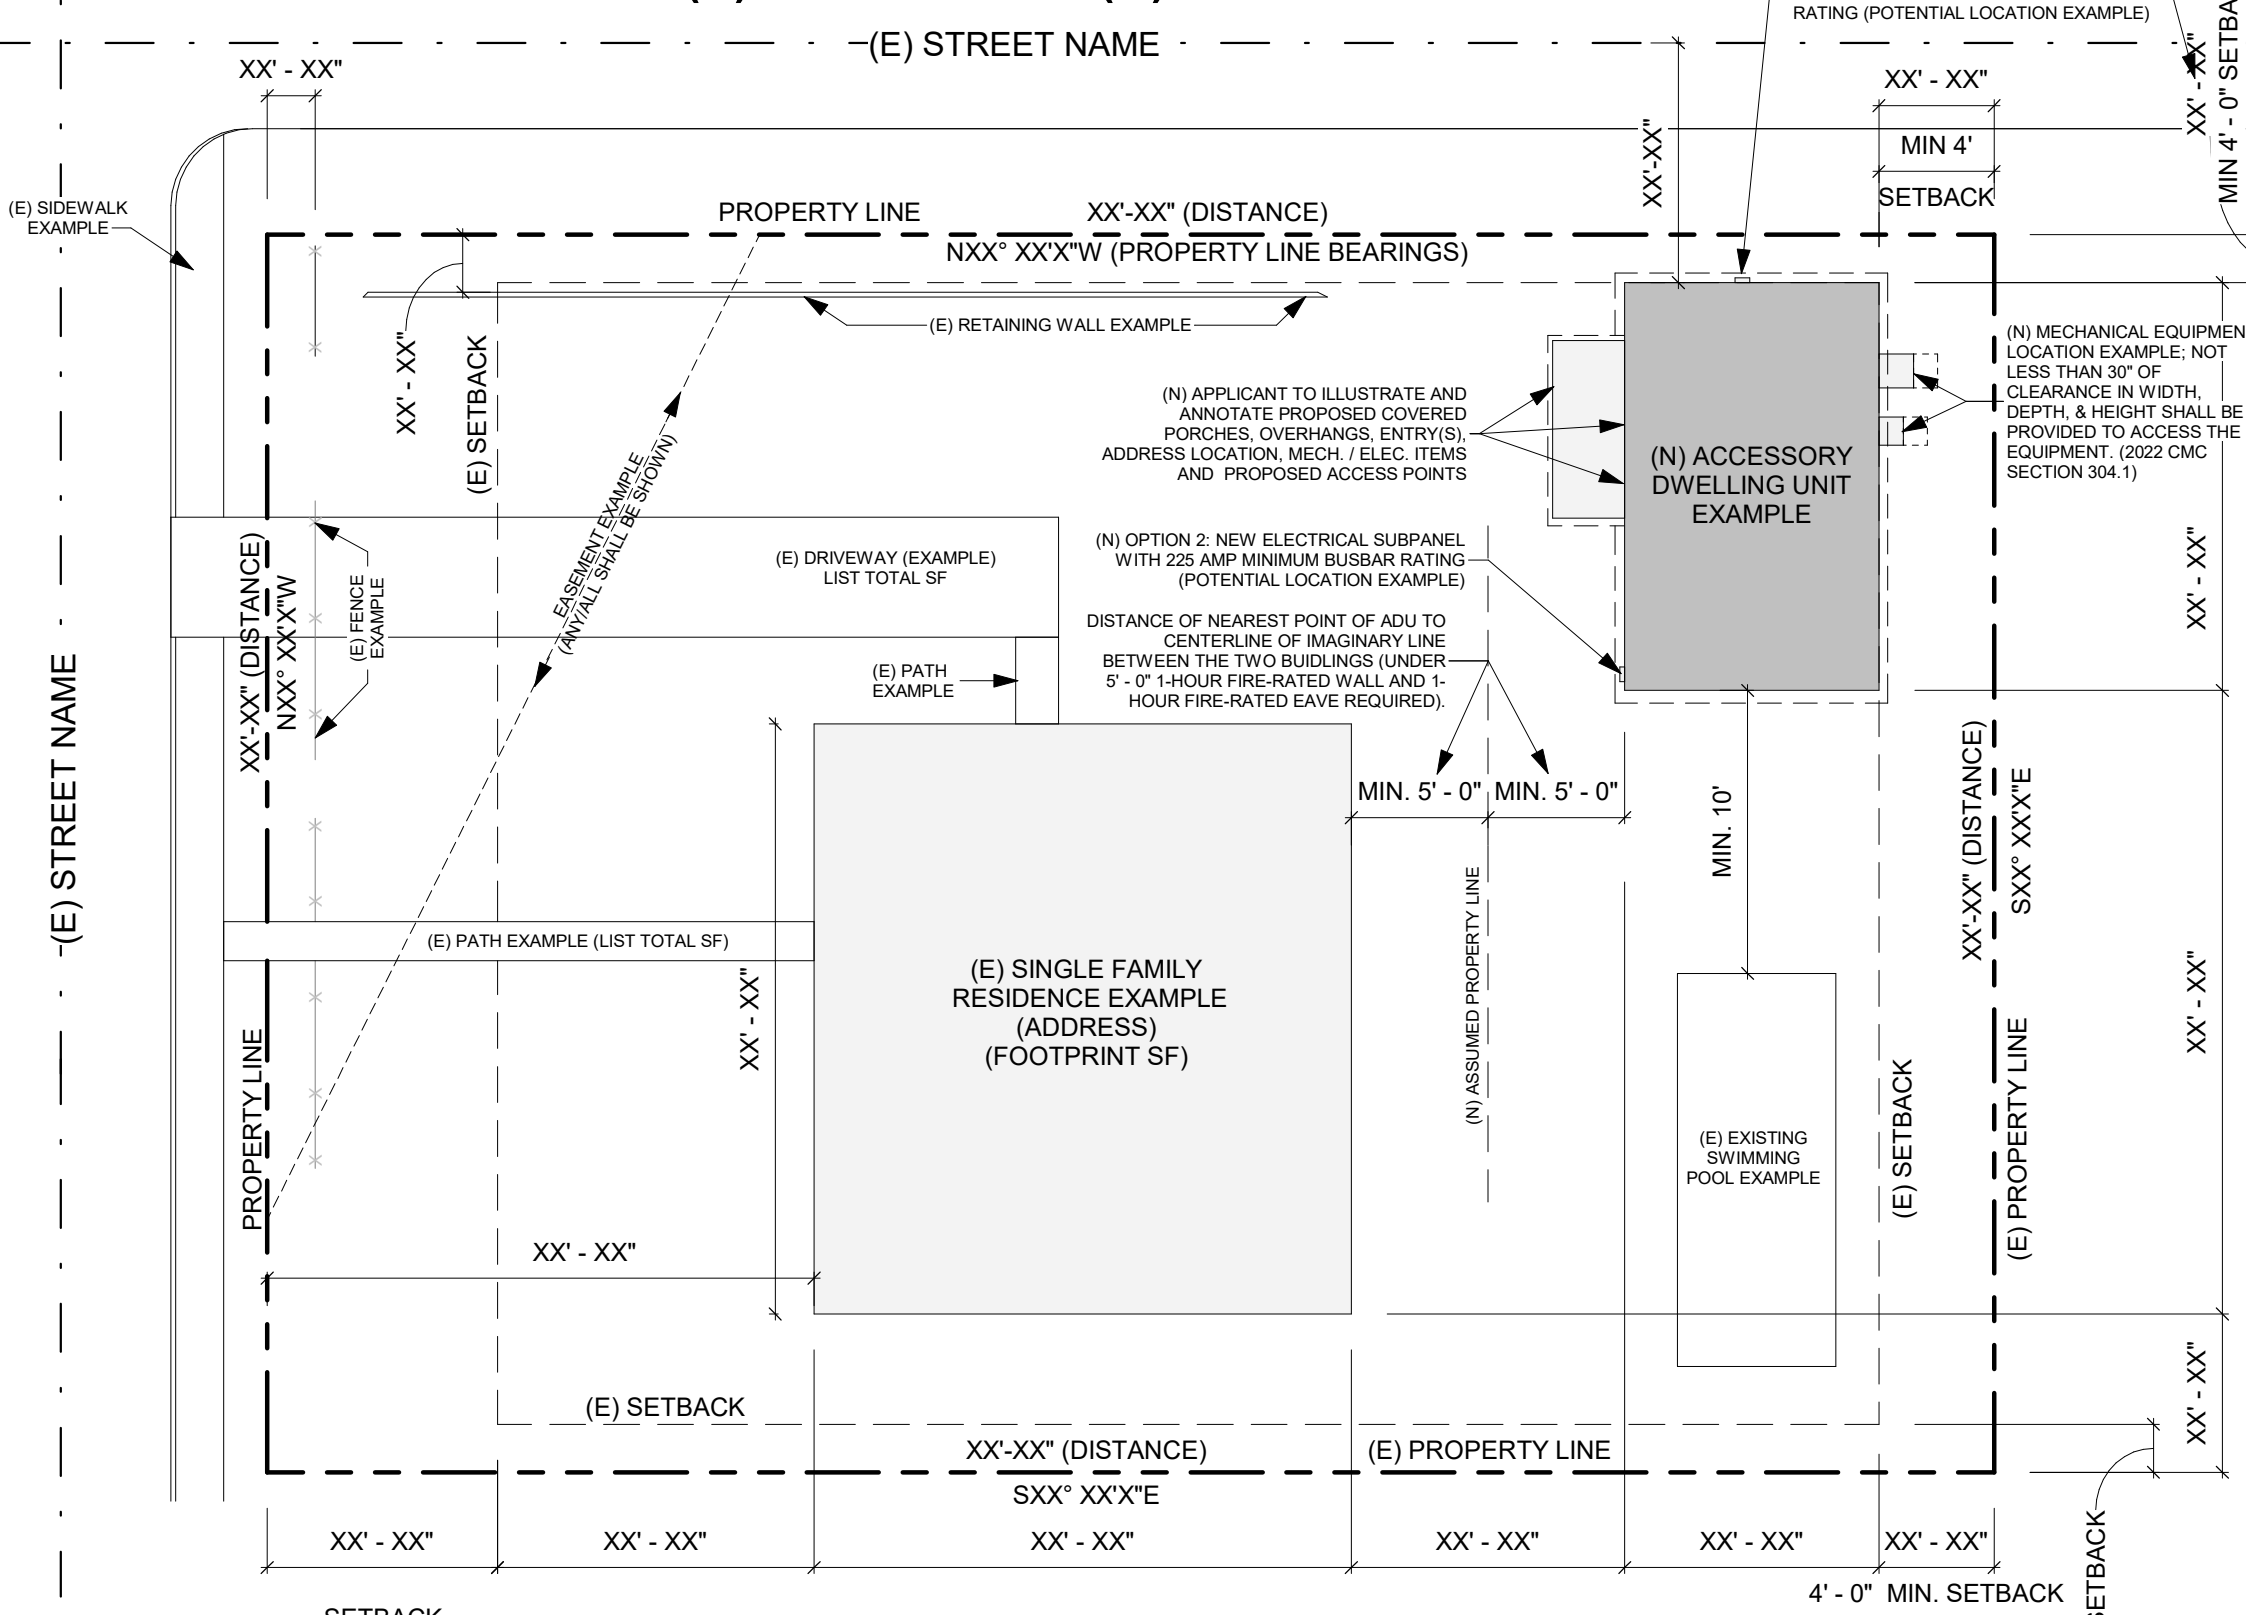 RATING (POTENTIAL LOCATION EXAMPLE)
(E) STREET NAME
XX' - XX"
XX' - XX"
XX' - XX"
MIN 4' - 0" SETBA
MIN 4'
SETBACK
XX'-XX"
(E) SIDEWALK
EXAMPLE
PROPERTY LINE
XX'-XX" (DISTANCE)
NXX° XX'X"W (PROPERTY LINE BEARINGS)
(E) RETAINING WALL EXAMPLE
XX' - XX"
(E) SETBACK
(N) MECHANICAL EQUIPMEN
LOCATION EXAMPLE; NOT
LESS THAN 30" OF
CLEARANCE IN WIDTH,
DEPTH, & HEIGHT SHALL BE
PROVIDED TO ACCESS THE
EQUIPMENT. (2022 CMC
SECTION 304.1)
(N) APPLICANT TO ILLUSTRATE AND
ANNOTATE PROPOSED COVERED
PORCHES, OVERHANGS, ENTRY(S),
ADDRESS LOCATION, MECH. / ELEC. ITEMS
AND PROPOSED ACCESS POINTS
(N) ACCESSORY
DWELLING UNIT
EXAMPLE
EASEMENT EXAMPLE
(ANY/ALL SHALL BE SHOWN)
(N) OPTION 2: NEW ELECTRICAL SUBPANEL
WITH 225 AMP MINIMUM BUSBAR RATING
(POTENTIAL LOCATION EXAMPLE)
(E) DRIVEWAY (EXAMPLE)
LIST TOTAL SF
XX'-XX" (DISTANCE)
NXX° XX'X"W
(E) FENCE
EXAMPLE
XX' - XX"
DISTANCE OF NEAREST POINT OF ADU TO
CENTERLINE OF IMAGINARY LINE
BETWEEN THE TWO BUIDLINGS (UNDER
5' - 0" 1-HOUR FIRE-RATED WALL AND 1-
HOUR FIRE-RATED EAVE REQUIRED).
(E) PATH
EXAMPLE
(E) STREET NAME
MIN. 5' - 0"
MIN. 5' - 0"
MIN. 10'
XX'-XX" (DISTANCE)
SXX° XX'X"E
(N) ASSUMED PROPERTY LINE
(E) PATH EXAMPLE (LIST TOTAL SF)
XX' - XX"
(E) SINGLE FAMILY
RESIDENCE EXAMPLE
(ADDRESS)
(FOOTPRINT SF)
XX' - XX"
PROPERTY LINE
(E) EXISTING
SWIMMING
POOL EXAMPLE
(E) SETBACK
(E) PROPERTY LINE
XX' - XX"
XX' - XX"
(E) SETBACK
XX'-XX" (DISTANCE)
(E) PROPERTY LINE
SXX° XX'X"E
XX' - XX"
XX' - XX"
XX' - XX"
XX' - XX"
XX' - XX"
XX' - XX"
4' - 0" MIN. SETBACK
SETBACK
SETBACK